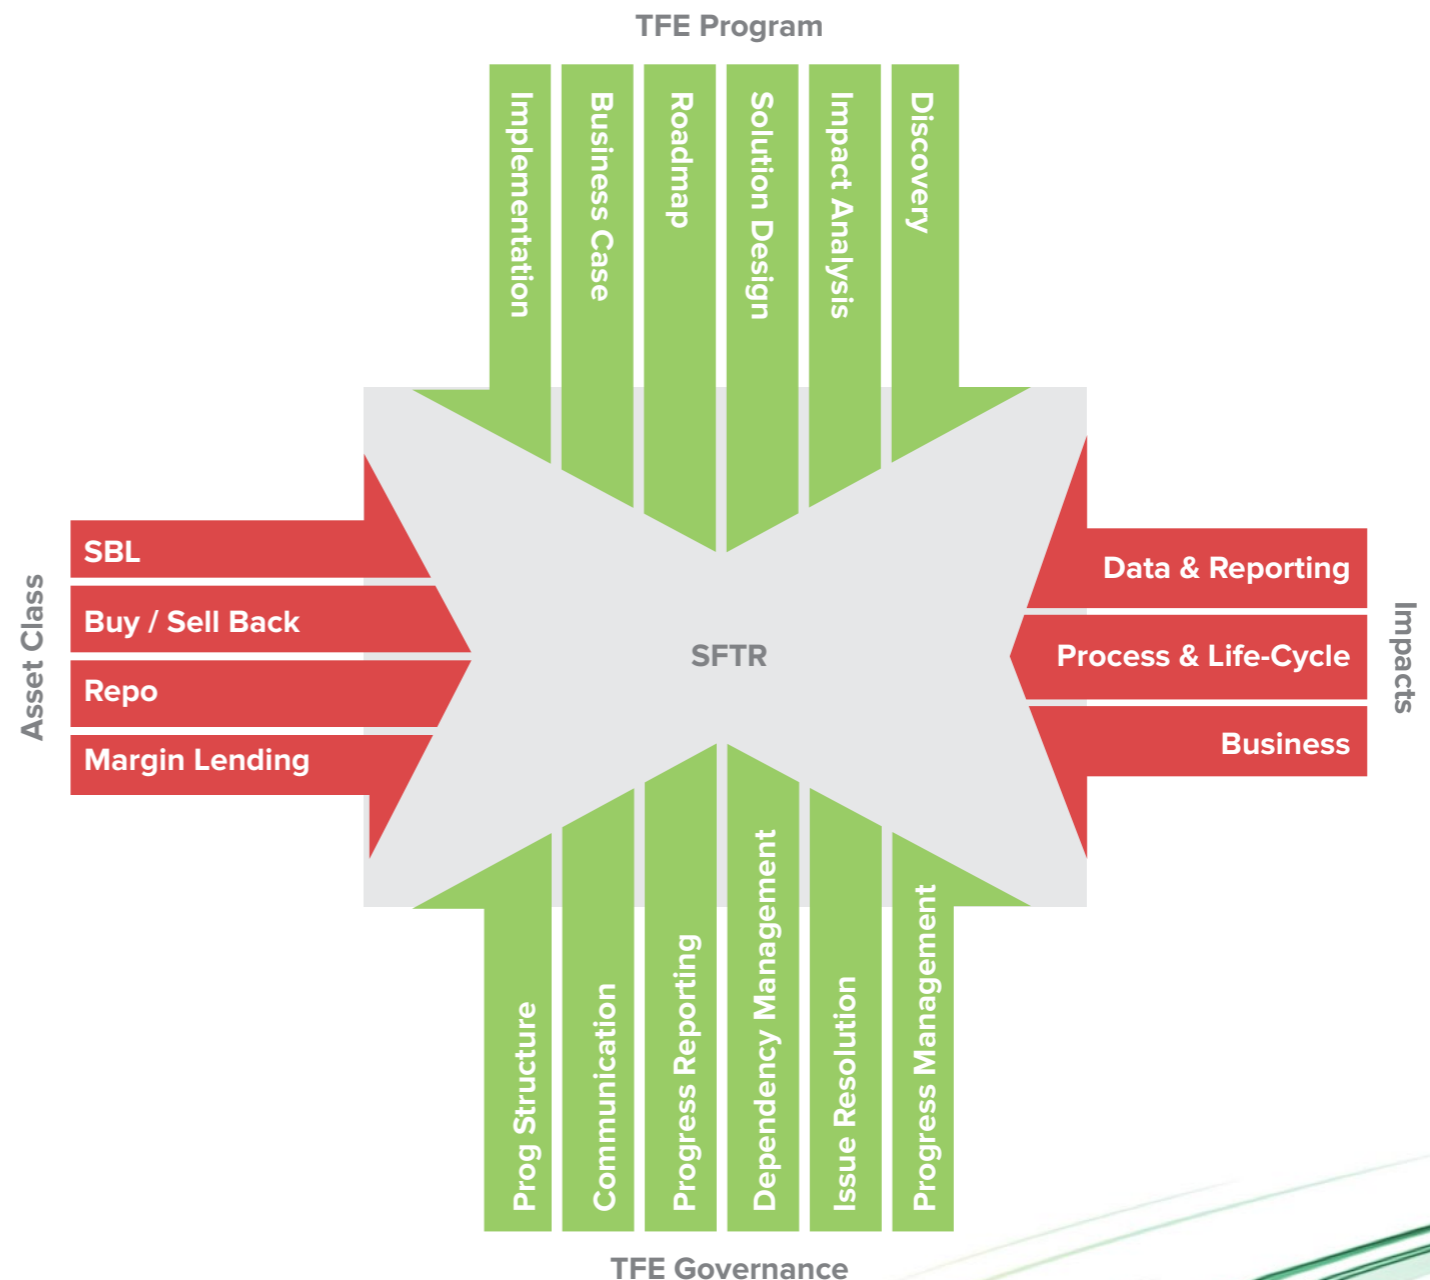 TFE Program
Implementation
Business Case
Roadmap
Solution Design
Impact Analysis
Discovery
Asset Class
SBL
Buy / Sell Back
Repo
Margin Lending
SFTR
Data & Reporting
Process & Life-Cycle
Business
Impacts
Prog Structure
Communication
Progress Reporting
Dependency Management
Issue Resolution
Progress Management
TFE Governance